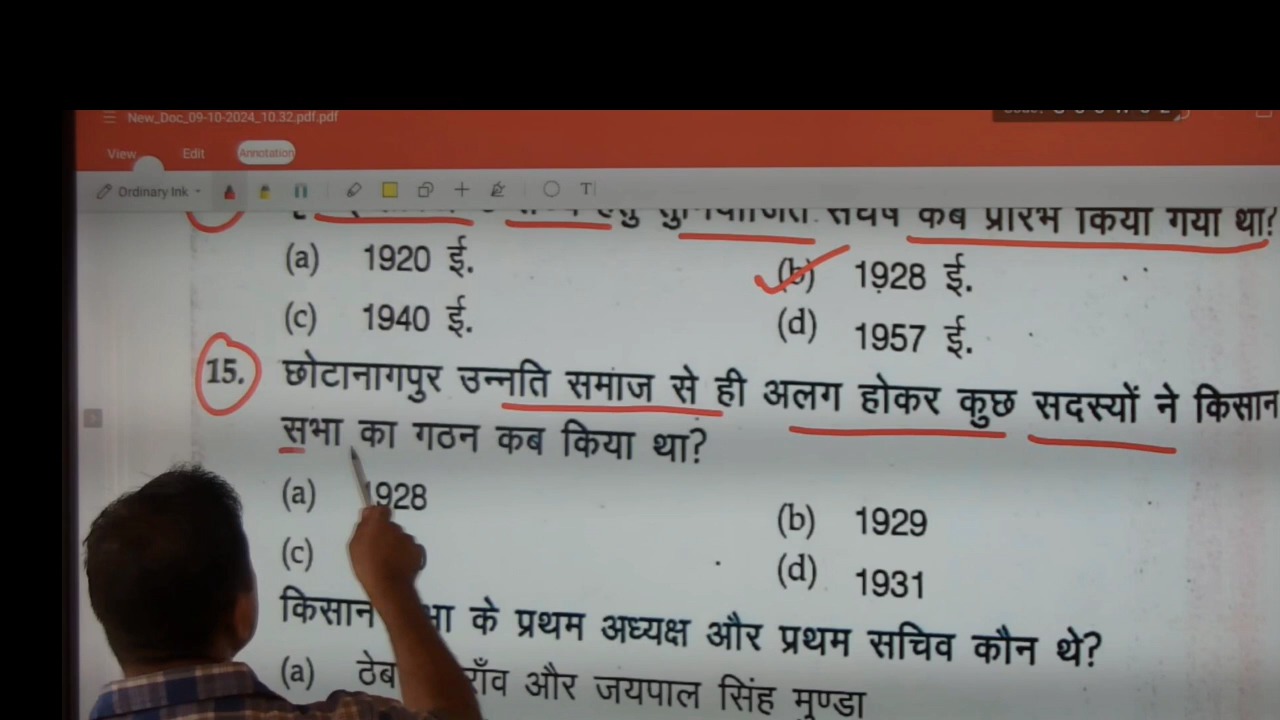 New_Doc_09-10-2024_10.32.pdf.pdf
View Edit Annotation
Ordinary Ink
संघर्ष कब प्रारंभ किया गया था?
(a) 1920 ई. (b) 1928 ई.
(c) 1940 ई. (d) 1957 ई.
15. छोटानागपुर उन्नति समाज से ही अलग होकर कुछ सदस्यों ने किसान
सभा का गठन कब किया था?
(a) 1928 (b) 1929
(c) (d) 1931
किसान के प्रथम अध्यक्ष और प्रथम सचिव कौन थे?
(a) और जयपाल सिंह मुण्डा